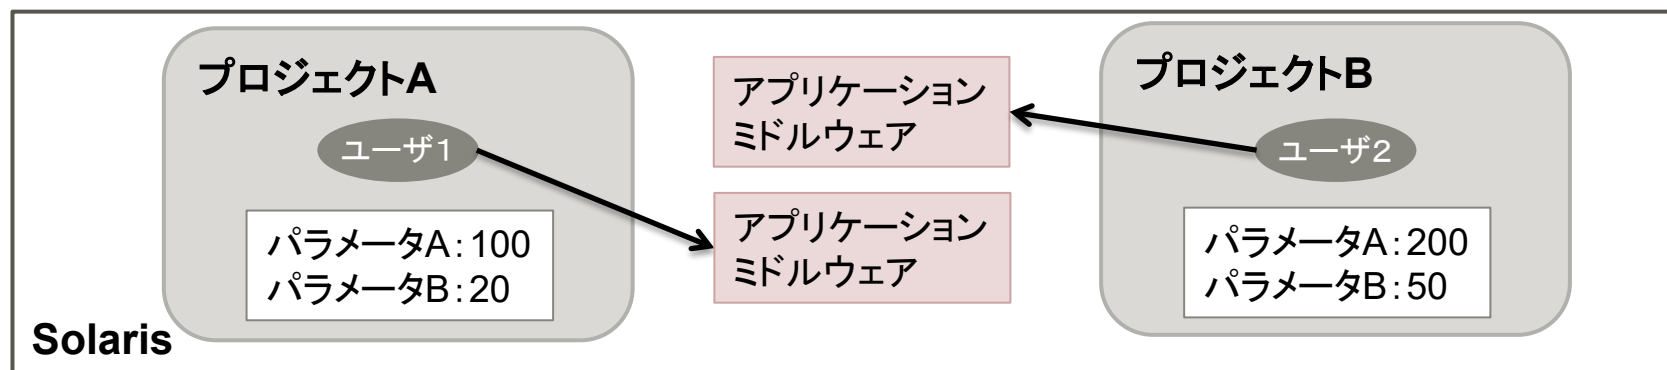 プロジェクトA
ユーザ1
パラメータA:100
パラメータB:20
アプリケーション
ミドルウェア
アプリケーション
ミドルウェア
プロジェクトB
ユーザ2
パラメータA:200
パラメータB:50
Solaris